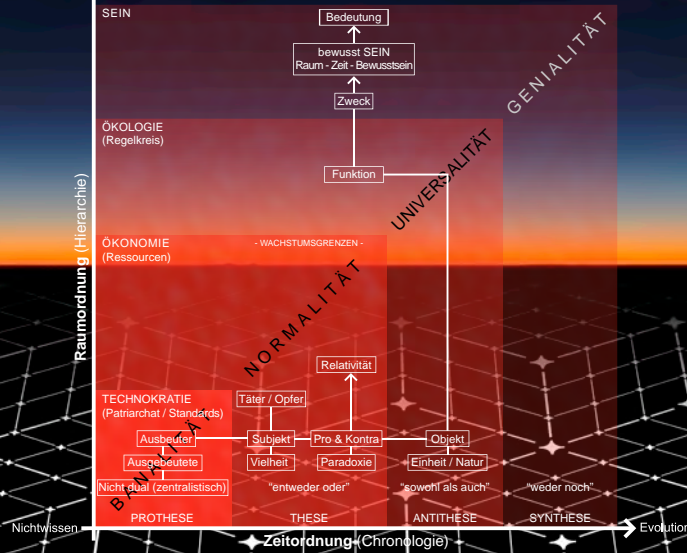 SEIN
Bedeutung
bewusst SEIN
Raum - Zeit - Bewusstsein
Zweck
GENIALITÄT
ÖKOLOGIE
(Regelkreis)
Funktion
UNIVERSALITÄT
ÖKONOMIE
(Ressourcen)
- WACHSTUMSGRENZEN -
NORMALITÄT
Raumordnung (Hierarchie)
Relativität
TECHNOKRATIE
(Patriarchat / Standards)
Täter / Opfer
BANALITÄT
Ausbeuter
Subjekt
Pro & Kontra
Objekt
Ausgebeutete
Vielheit
Paradoxie
Einheit / Natur
Nicht dual (zentralistisch)
"entweder oder"
"sowohl als auch"
"weder noch"
PROTHESE
THESE
ANTITHESE
SYNTHESE
Nichtwissen
Evolution
Zeitordnung (Chronologie)